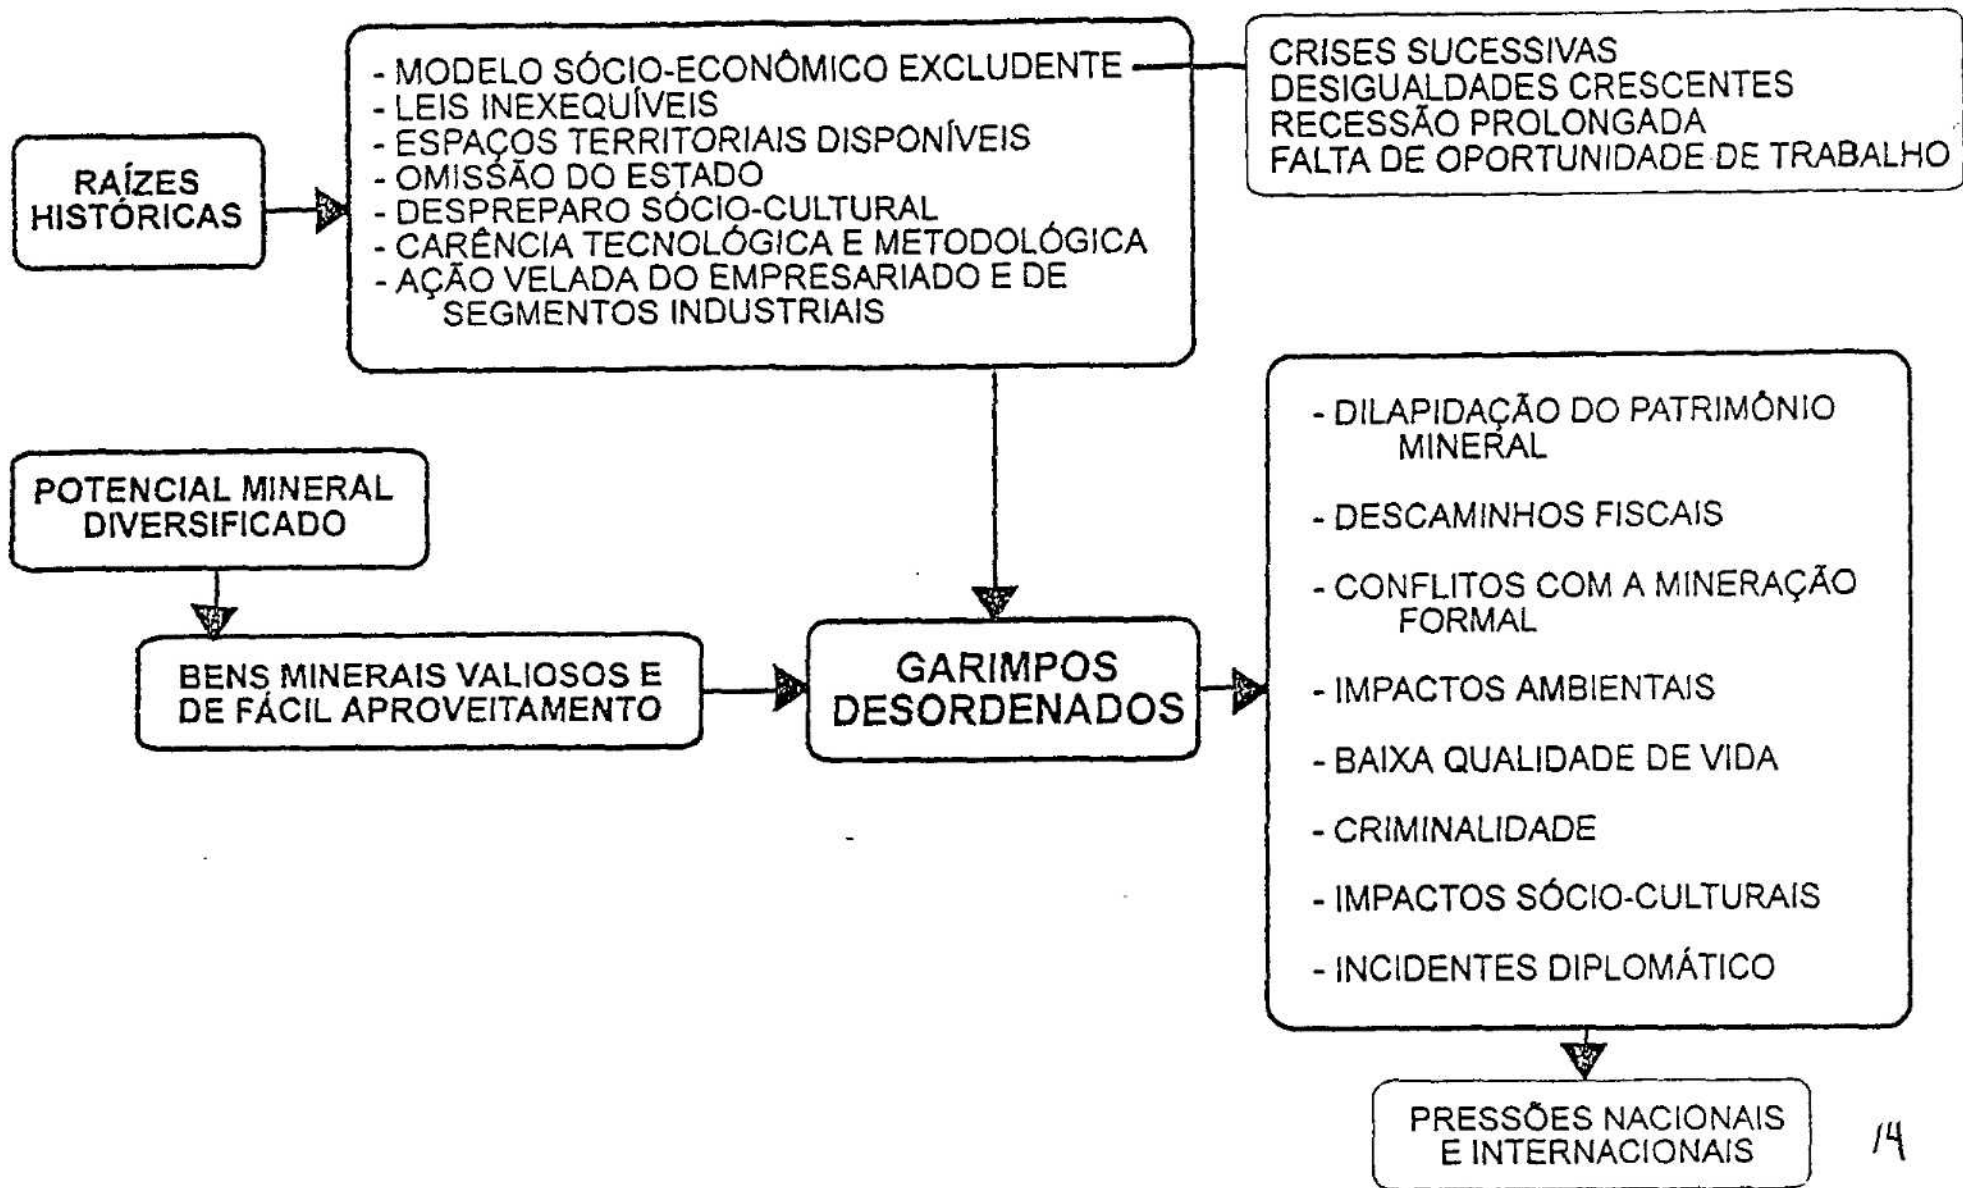 RAÍZES
HISTÓRICAS
- MODELO SÓCIO-ECONÔMICO EXCLUDENTE
- LEIS INEXEQUÍVEIS
- ESPAÇOS TERRITORIAIS DISPONÍVEIS
- OMISSÃO DO ESTADO
- DESPREPARO SÓCIO-CULTURAL
- CARÊNCIA TECNOLÓGICA E METODOLÓGICA
- AÇÃO VELADA DO EMPRESARIADO E DE
SEGMENTOS INDUSTRIAIS
CRISES SUCESSIVAS
DESIGUALDADES CRESCENTES
RECESSÃO PROLONGADA
FALTA DE OPORTUNIDADE DE TRABALHO
POTENCIAL MINERAL
DIVERSIFICADO
BENS MINERAIS VALIOSOS E
DE FÁCIL APROVEITAMENTO
GARIMPOS
DESORDENADOS
- DILAPIDAÇÃO DO PATRIMÔNIO
MINERAL
- DESCAMINHOS FISCAIS
- CONFLITOS COM A MINERAÇÃO
FORMAL
- IMPACTOS AMBIENTAIS
- BAIXA QUALIDADE DE VIDA
- CRIMINALIDADE
- IMPACTOS SÓCIO-CULTURAIS
- INCIDENTES DIPLOMÁTICO
PRESSÕES NACIONAIS
E INTERNACIONAIS
14